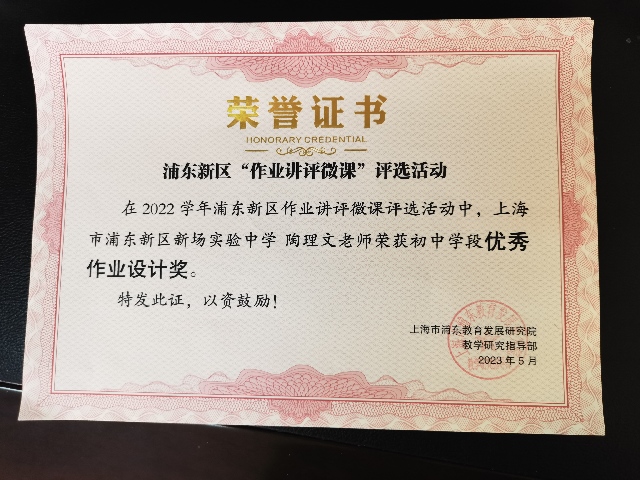 荣誉证书
HONORARY CREDENTIAL
浦东新区“作业讲评微课”评选活动
在2022学年浦东新区作业讲评微课评选活动中，上海
市浦东新区新场实验中学 陶理文老师荣获初中学段优秀
作业设计奖。
特发此证，以资鼓励！
上海市浦东教育发展研究院
教学研究指导部
2023年5月